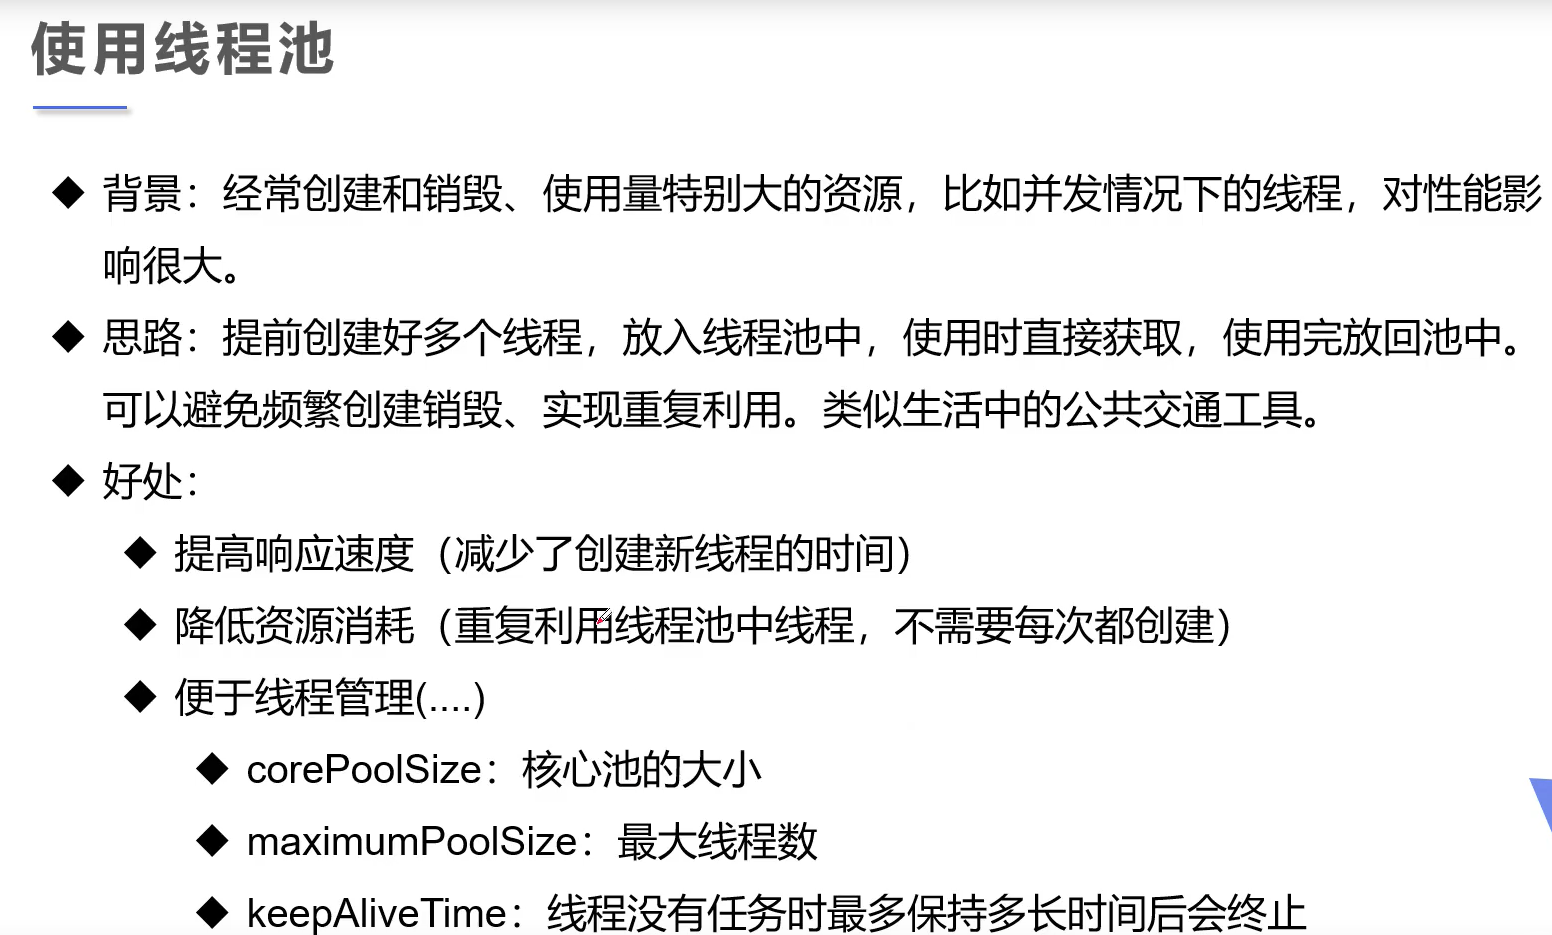 使用线程池
背景：经常创建和销毁、使用量特别大的资源，比如并发情况下的线程，对性能影
响很大。
思路：提前创建好多个线程，放入线程池中，使用时直接获取，使用完放回池中。
可以避免频繁创建销毁、实现重复利用。类似生活中的公共交通工具。
好处：
提高响应速度（减少了创建新线程的时间）
降低资源消耗（重复利用线程池中线程，不需要每次都创建）
便于线程管理(....)
corePoolSize：核心池的大小
maximumPoolSize：最大线程数
keepAliveTime：线程没有任务时最多保持多长时间后会终止